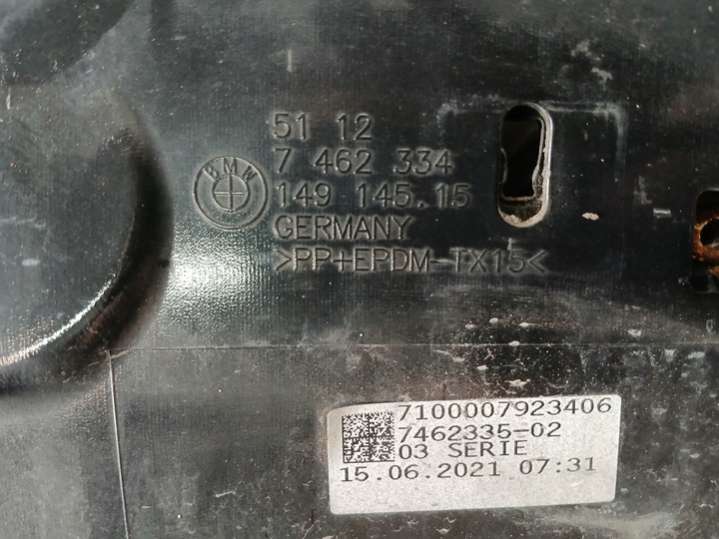 51 12
7 462 334
BMW
149 145.15
GERMANY
>PP+EPDM-TX15<
7100007923406
7462335-02
03 SERIE
15.06.2021 07:31